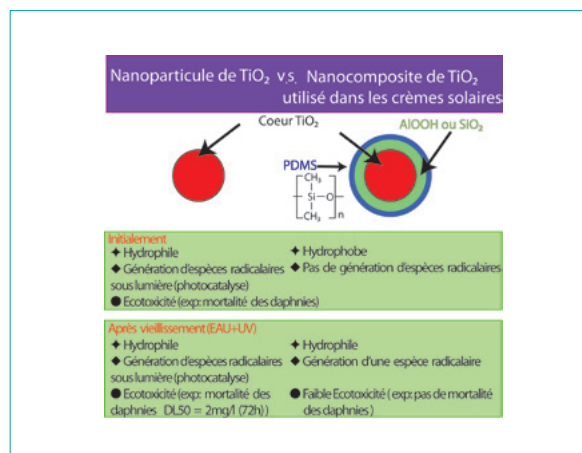 Nanoparticule de TiO₂ v.s. Nanocomposite de TiO₂
utilisé dans les crèmes solaires
Coeur TiO₂
AlOOH ou SiO₂
PDMS
CH₃
Si
O
CH₃
n
Initialement
✦ Hydrophile
◆ Génération d'espèces radicalaires
sous lumière (photocatalyse)
● Ecotoxicité (exp: mortalité des daphnies)
✦ Hydrophobe
◆ Pas de génération d'espèces radicalaires
Après vieillissement (EAU+UV)
✦ Hydrophile
◆ Génération d'espèces radicalaires
sous lumière (photocatalyse)
● Ecotoxicité (exp: mortalité des
daphnies DL50 = 2mg/l (72h))
✦ Hydrophile
◆ Génération d'une espèce radicalaire
● Faible Ecotoxicité ( exp: pas de mortalité
des daphnies )